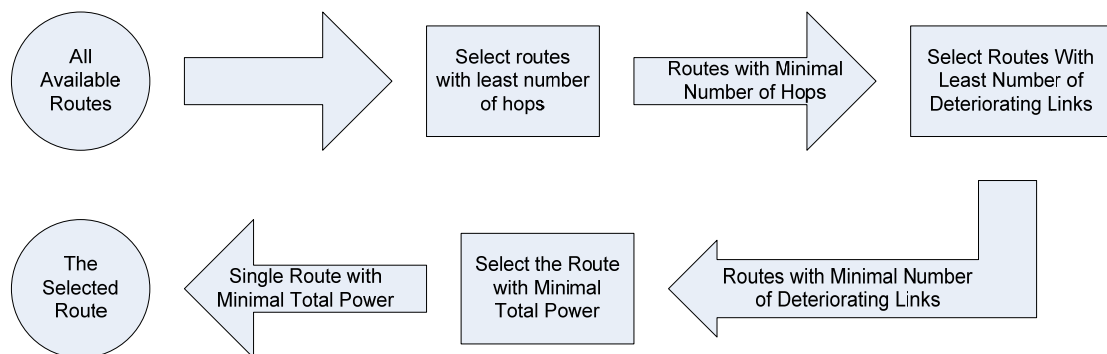 All
Available
Routes
Select routes
with least number
of hops
Routes with Minimal
Number of Hops
Select Routes With
Least Number of
Deteriorating Links
The
Selected
Route
Single Route with
Minimal Total Power
Select the Route
with Minimal
Total Power
Routes with Minimal Number
of Deteriorating Links